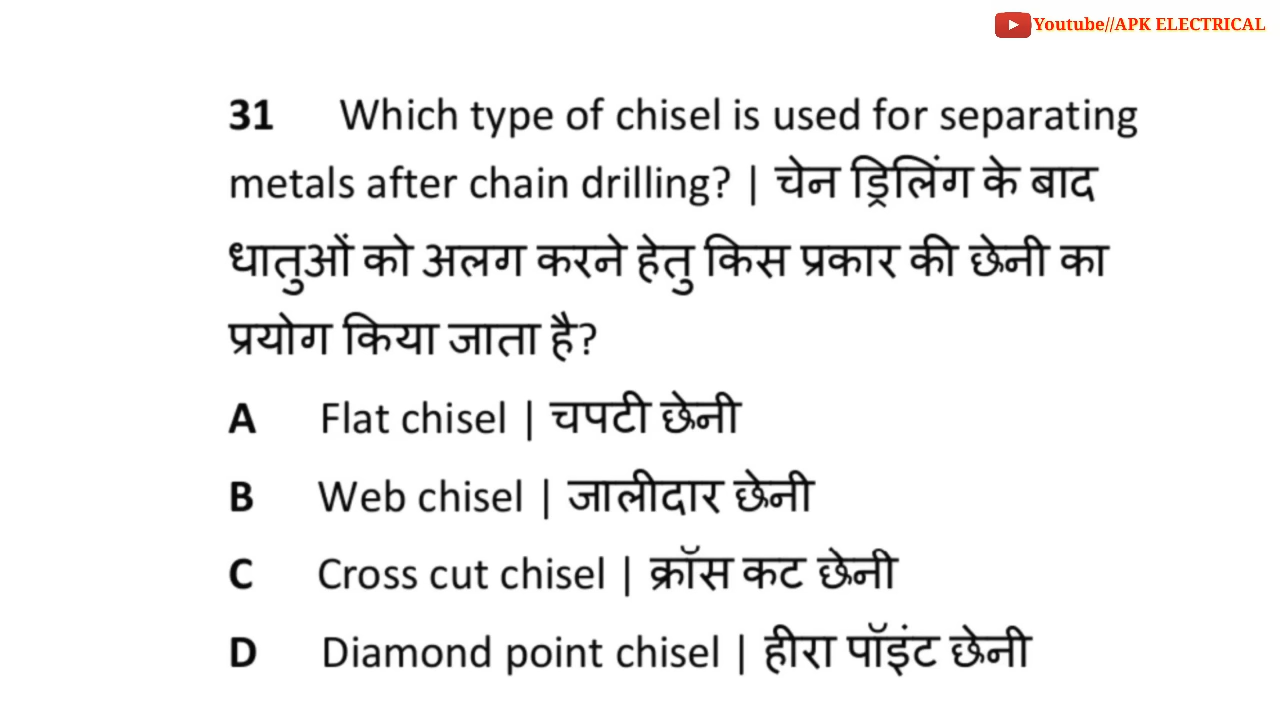 Youtube//APK ELECTRICAL
31 Which type of chisel is used for separating
metals after chain drilling? | चेन ड्रिलिंग के बाद
धातुओं को अलग करने हेतु किस प्रकार की छेनी का
प्रयोग किया जाता है?
A Flat chisel | चपटी छेनी
B Web chisel | जालीदार छेनी
C Cross cut chisel | क्रॉस कट छेनी
D Diamond point chisel | हीरा पॉइंट छेनी